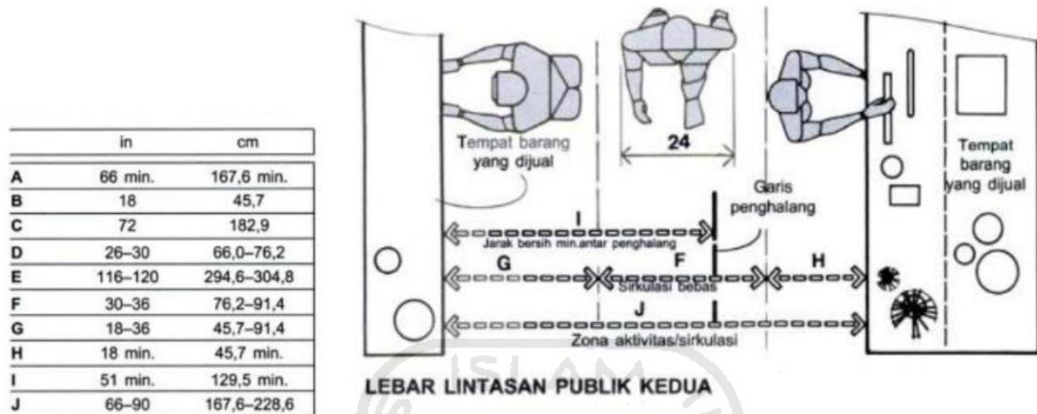 in cm
A 66 min. 167,6 min.
B 18 45,7
C 72 182,9
D 26–30 66,0–76,2
E 116–120 294,6–304,8
F 30–36 76,2–91,4
G 18–36 45,7–91,4
H 18 min. 45,7 min.
I 51 min. 129,5 min.
J 66–90 167,6–228,6
Tempat barang
yang dijual
24
Tempat
barang
yang dijual
Garis
penghalang
I
Jarak bersih min.antar penghalang
G F H
Sirkulasi bebas
J
Zona aktivitas/sirkulasi
LEBAR LINTASAN PUBLIK KEDUA
ISLAM